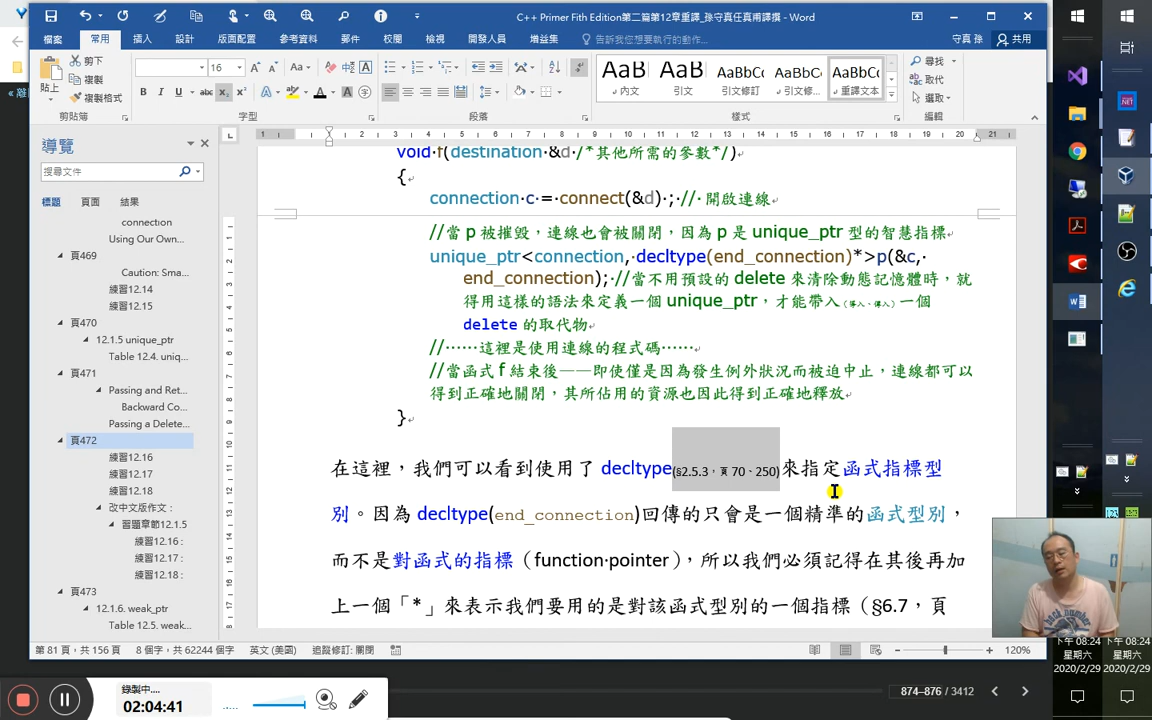 C++ Primer Fith Edition第二篇第12章重譯_孫守真任真甫譯撰 - Word
檔案 常用 插入 設計 版面配置 參考資料 郵件 校閱 檢視 開發人員 增益集 告訴我您想要執行的動作... 守真 孫 共用
貼上 剪下 複製 複製格式
16
內文 引文 引文修訂 引文修... 重譯文本
尋找 取代 選取
剪貼簿 字型 段落 樣式 編輯
導覽
搜尋文件
標題 頁面 結果
connection
Using Our Own...
頁469
Caution: Sma...
練習12.14
練習12.15
頁470
12.1.5 unique_ptr
Table 12.4. uniq...
頁471
Passing and Ret...
Backward Co...
Passing a Delete...
頁472
練習12.16
練習12.17
練習12.18
改中文版作文：
習題章節12.1.5
練習12.16：
練習12.17：
練習12.18：
頁473
12.1.6. weak_ptr
Table 12.5. weak...
void f(destination &d /*其他所需的參數*/)
{
connection c = connect(&d) ; // 開啟連線
//當 p 被摧毀，連線也會被關閉，因為 p 是 unique_ptr 型的智慧指標
unique_ptr<connection, decltype(end_connection)*>p(&c,
end_connection); //當不用預設的 delete 來清除動態記憶體時，就
得用這樣的語法來定義一個 unique_ptr，才能帶入(導入、傳入)一個
delete 的取代物
//……這裡是使用連線的程式碼……
//當函式 f 結束後——即使僅是因為發生例外狀況而被迫中止，連線都可以
得到正確地關閉，其所佔用的資源也因此得到正確地釋放
}
在這裡，我們可以看到使用了 decltype(§2.5.3，頁 70、250)來指定函式指標型
別。因為 decltype(end_connection)回傳的只會是一個精準的函式型別，
而不是對函式的指標（function pointer），所以我們必須記得在其後再加
上一個「*」來表示我們要用的是對該函式型別的一個指標（§6.7，頁
第 81 頁，共 156 頁 8 個字，共 62244 個字 英文 (美國) 追蹤修訂: 關閉 120%
錄製中...
02:04:41
874–876 / 3412
下午 08:24
星期六
2020/2/29
下午 08:24
星期六
2020/2/29